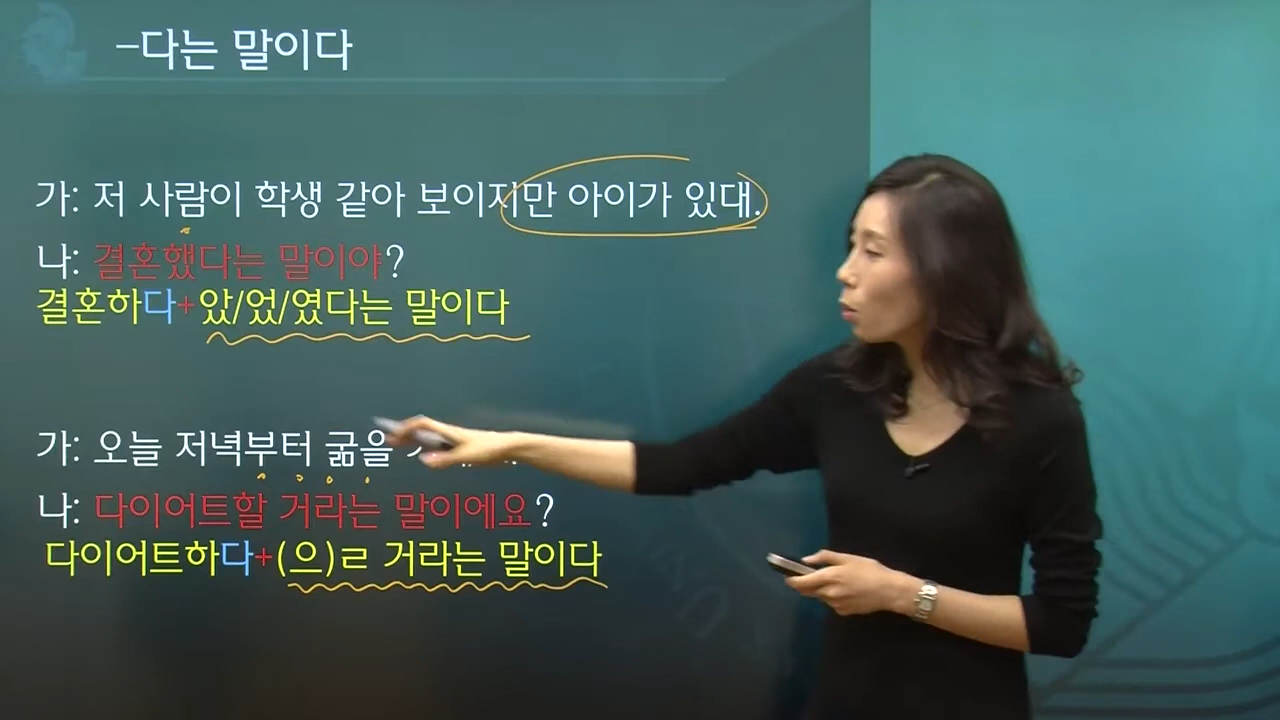 -다는 말이다
가: 저 사람이 학생 같아 보이지만 아이가 있대.
나: 결혼했다는 말이야?
결혼하다+았/었/였다는 말이다
가: 오늘 저녁부터 굶을
나: 다이어트할 거라는 말이에요?
다이어트하다+(으)ㄹ 거라는 말이다